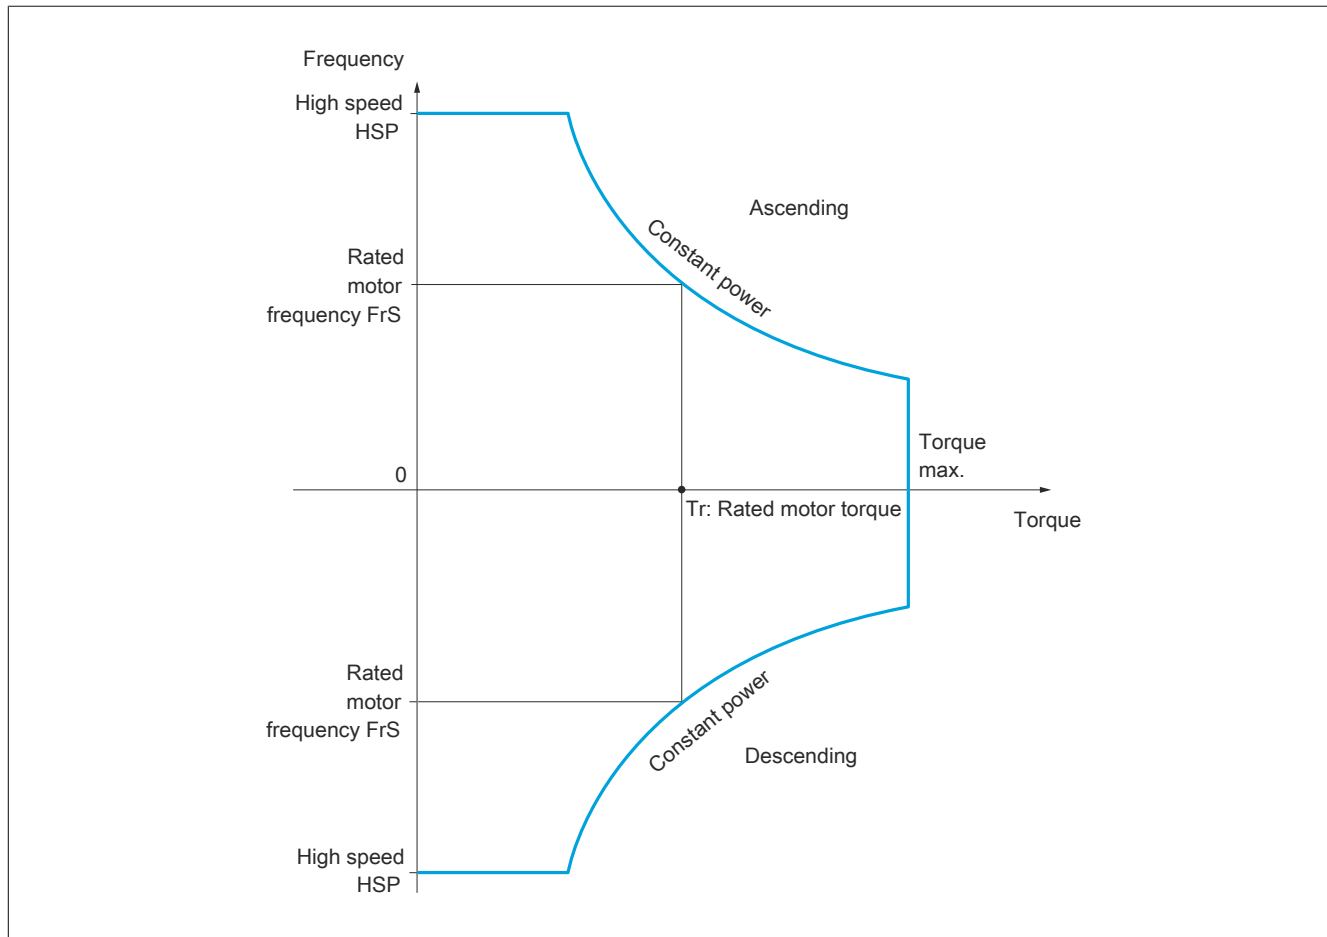 Frequency
High speed
HSP
Ascending
Constant power
Rated
motor
frequency FrS
Torque
max.
0
Tr: Rated motor torque
Torque
Rated
motor
frequency FrS
Constant power
Descending
High speed
HSP